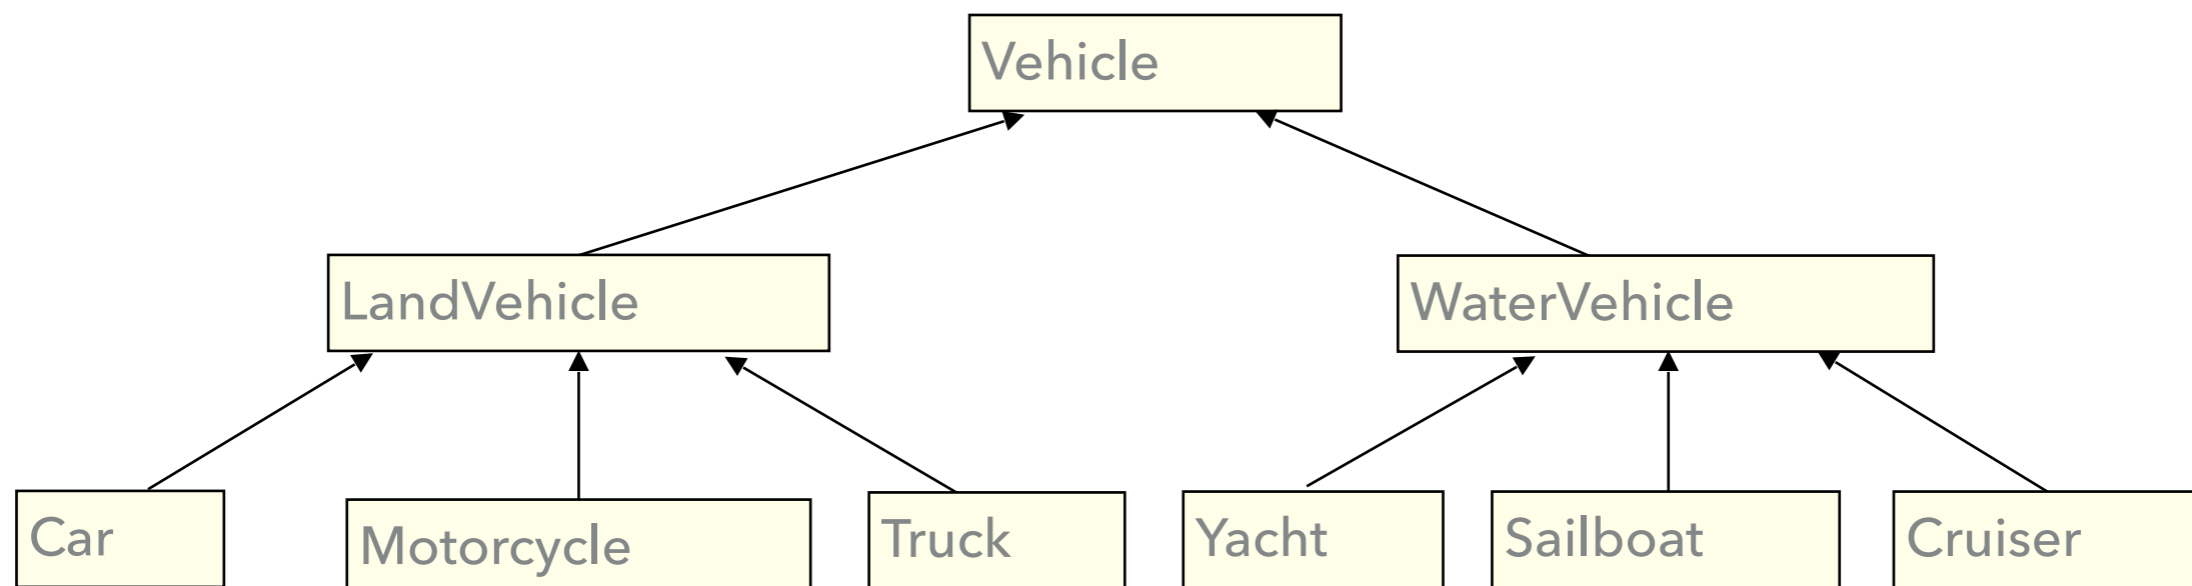 Vehicle
LandVehicle
WaterVehicle
Car
Motorcycle
Truck
Yacht
Sailboat
Cruiser